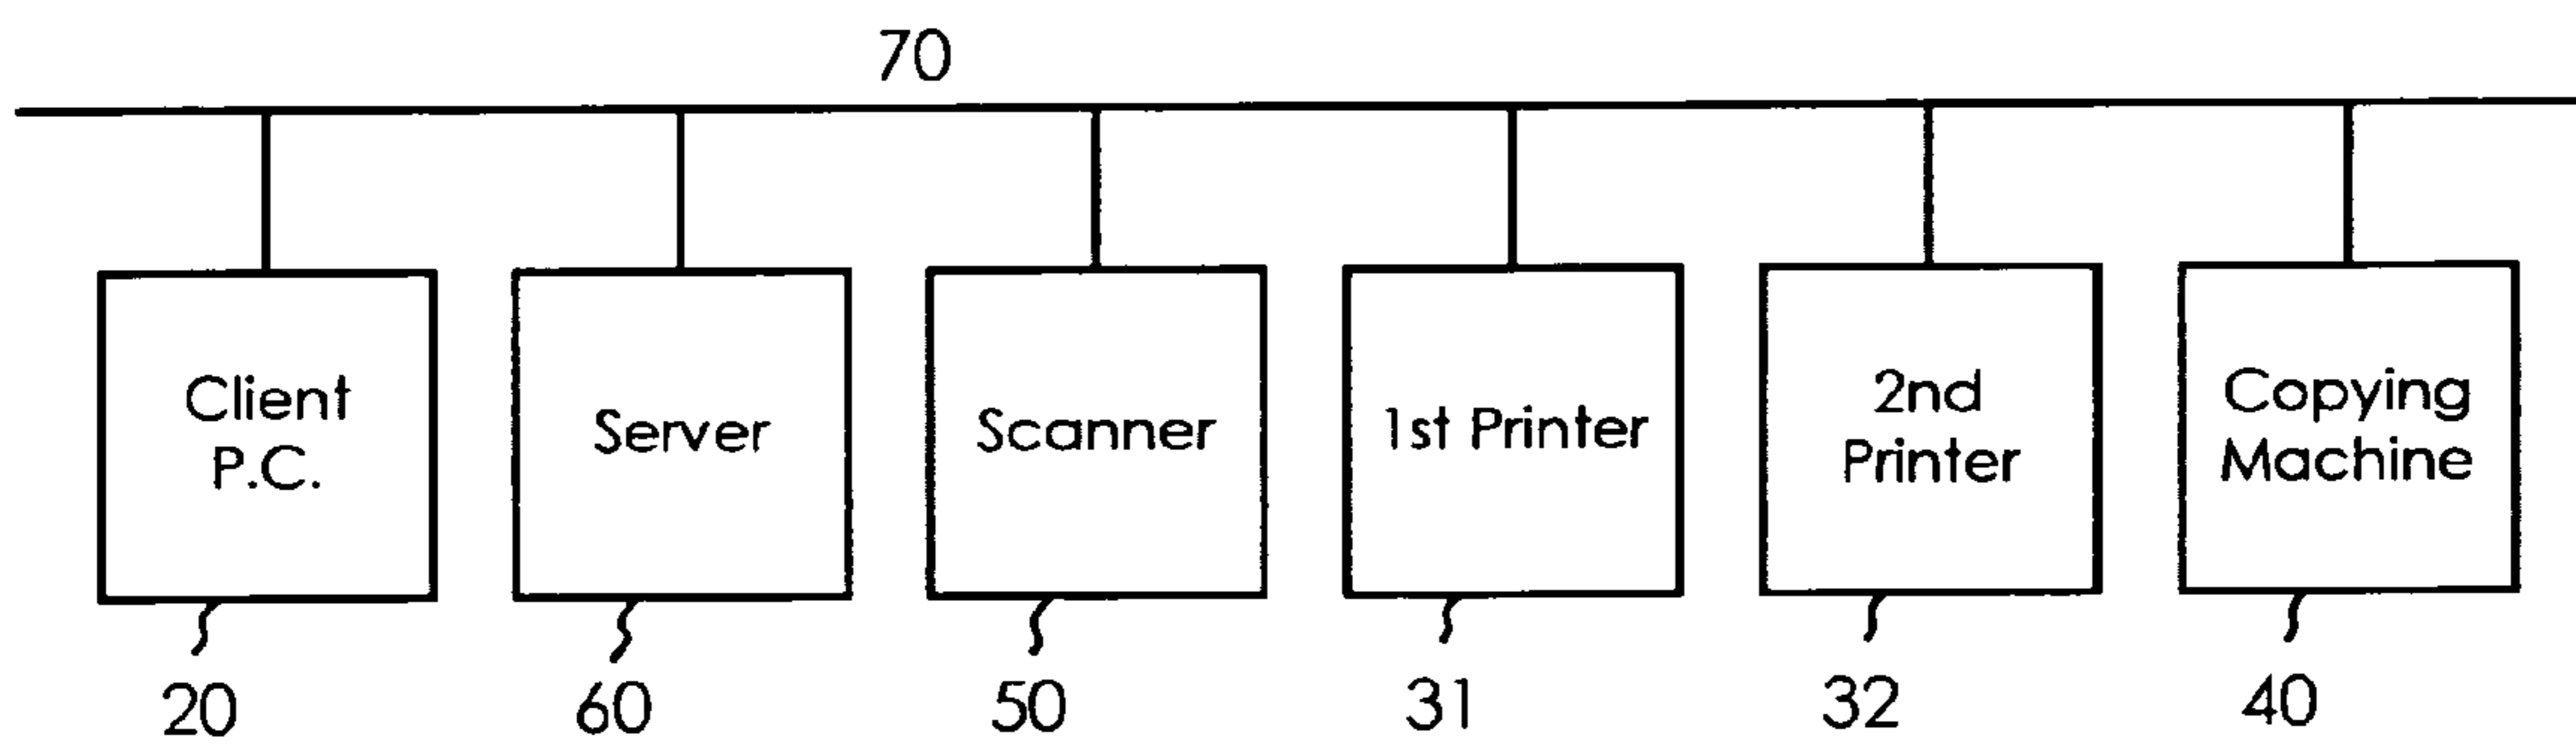 70
Client
P.C.
Server
Scanner
1st Printer
2nd
Printer
Copying
Machine
20
60
50
31
32
40